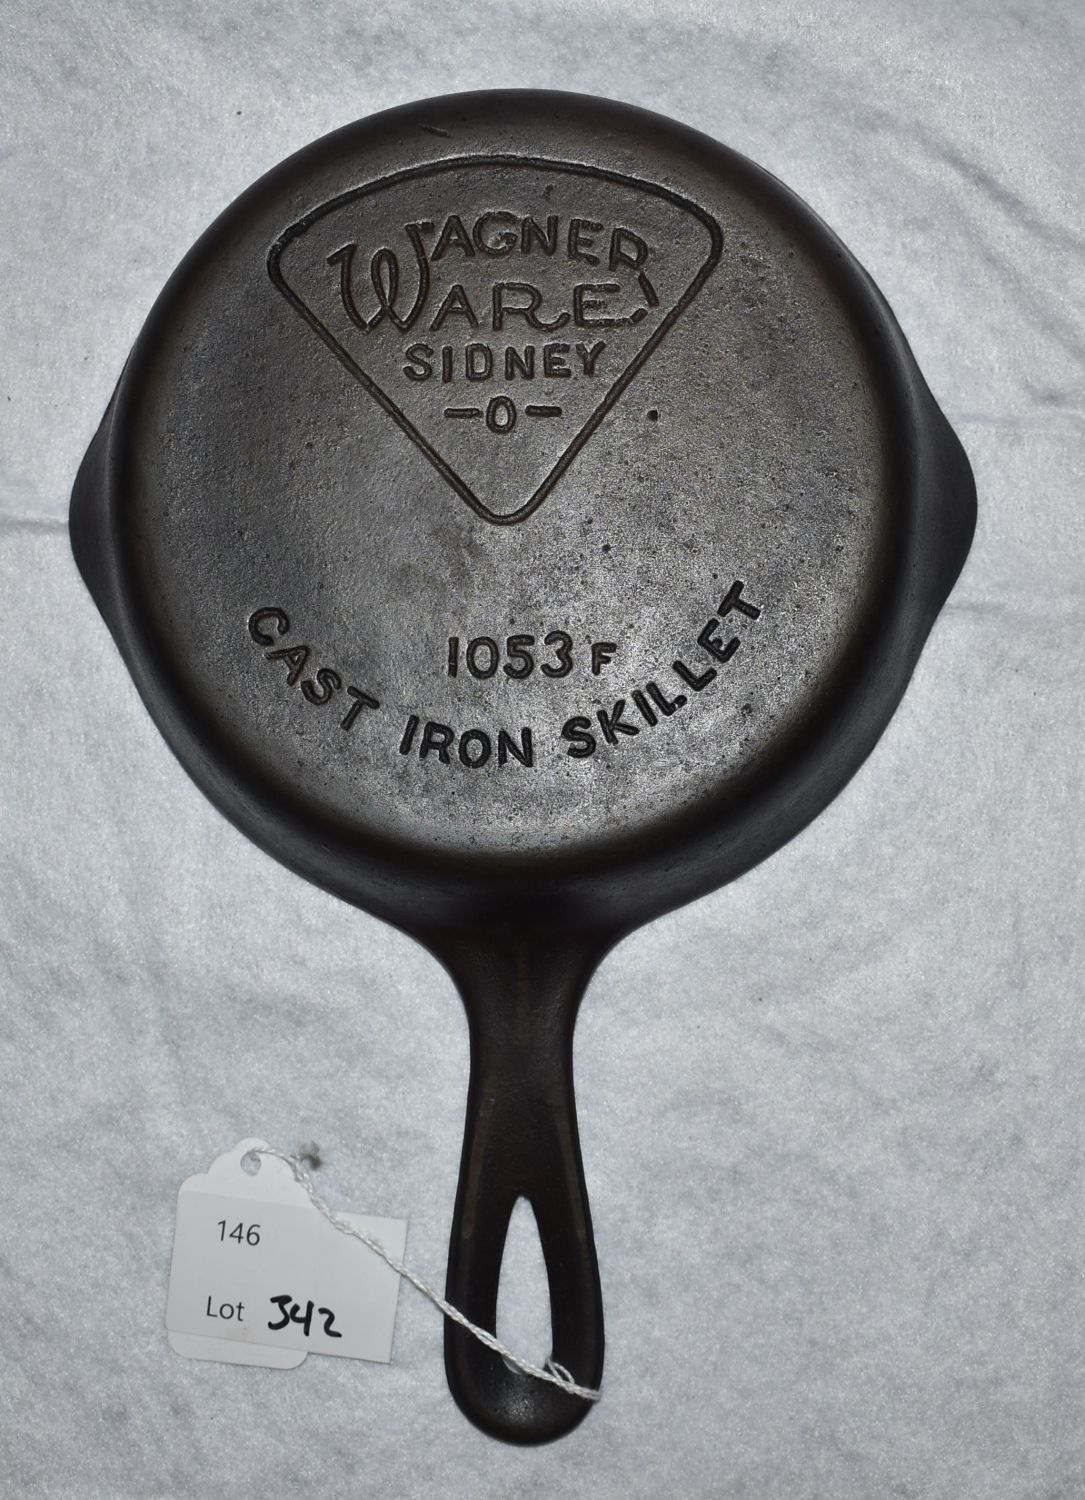 WAGNER
WARE
SIDNEY
-O-
1053 F
CAST IRON SKILLET
146
Lot 342